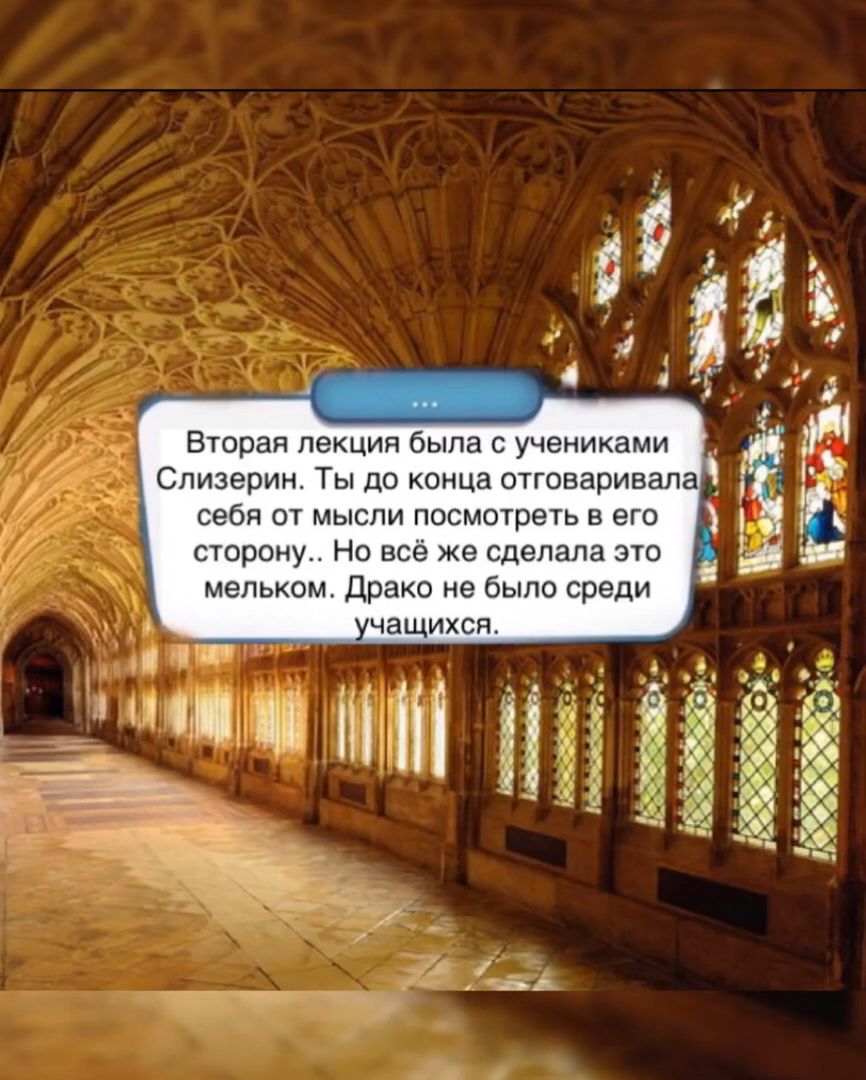 ...
Вторая лекция была с учениками
Слизерин. Ты до конца отговаривала
себя от мысли посмотреть в его
сторону.. Но всё же сделала это
мельком. Драко не было среди
учащихся.